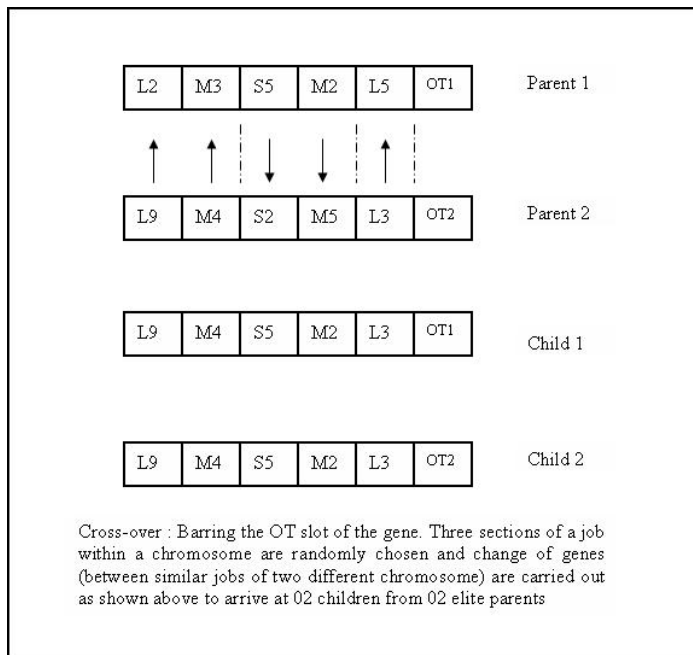 L2 M3 S5 M2 L5 OT1 Parent 1
L9 M4 S2 M5 L3 OT2 Parent 2
L9 M4 S5 M2 L3 OT1 Child 1
L9 M4 S5 M2 L3 OT2 Child 2
Cross-over : Barring the OT slot of the gene. Three sections of a job
within a chromosome are randomly chosen and change of genes
(between similar jobs of two different chromosome) are carried out
as shown above to arrive at 02 children from 02 elite parents